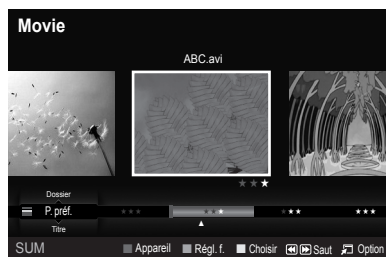 Movie
ABC.avi
Dossier
P. préf.
Titre
SUM Appareil Régl. f. Choisir Saut Option